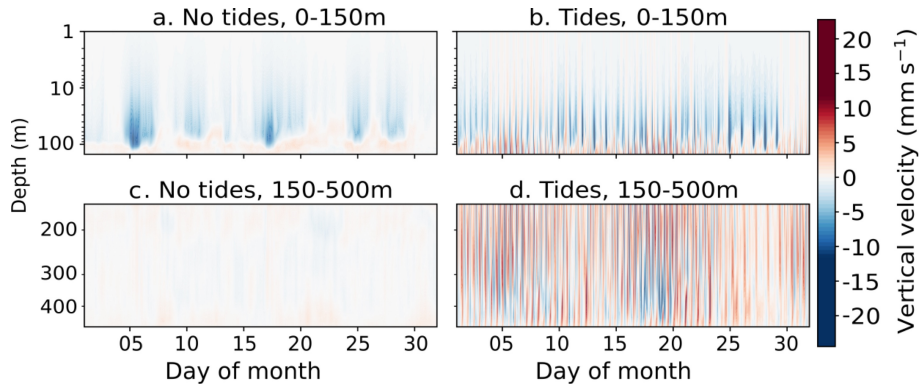 a. No tides, 0-150m
b. Tides, 0-150m
1
10
100
Depth (m)
c. No tides, 150-500m
d. Tides, 150-500m
200
300
400
05 10 15 20 25 30
05 10 15 20 25 30
Day of month
Day of month
20
15
10
5
0
-5
-10
-15
-20
Vertical velocity (mm s⁻¹)